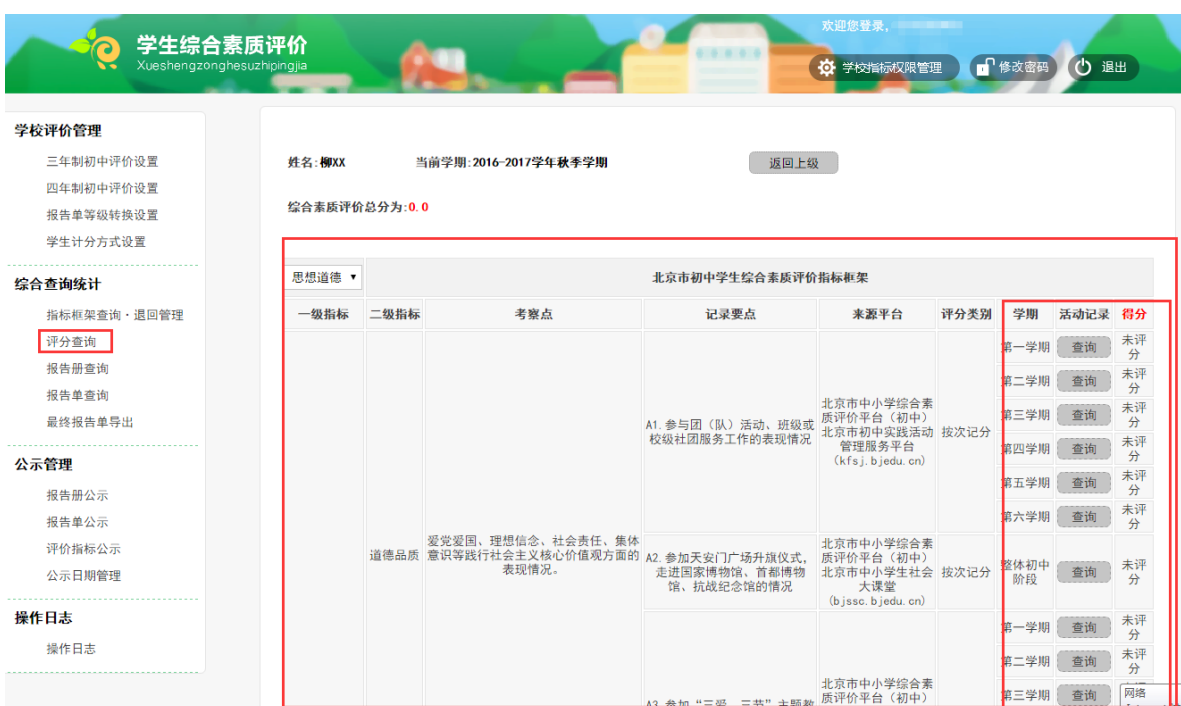 学生综合素质评价
Xueshengzonghesuzhipingjia
欢迎您登录,
学校指标权限管理
修改密码
退出
学校评价管理
三年制初中评价设置
四年制初中评价设置
报告单等级转换设置
学生计分方式设置
综合查询统计
指标框架查询·退回管理
评分查询
报告册查询
报告单查询
最终报告单导出
公示管理
报告册公示
报告单公示
评价指标公示
公示日期管理
操作日志
操作日志
姓名:柳XX 当前学期:2016-2017学年秋季学期 返回上级
综合素质评价总分为:0.0
思想道德 北京市初中学生综合素质评价指标框架
一级指标 二级指标 考察点 记录要点 来源平台 评分类别 学期 活动记录 得分
道德品质
爱党爱国、理想信念、社会责任、集体
意识等践行社会主义核心价值观方面的
表现情况。
A1.参与团（队）活动、班级或
校级社团服务工作的表现情况
北京市中小学综合素
质评价平台（初中）
北京市初中实践活动
管理服务平台
(kfsj.bjedu.cn)
按次记分
第一学期 查询 未评
分
第二学期 查询 未评
分
第三学期 查询 未评
分
第四学期 查询 未评
分
第五学期 查询 未评
分
第六学期 查询 未评
分
A2.参加天安门广场升旗仪式，
走进国家博物馆、首都博物
馆、抗战纪念馆的情况
北京市中小学综合素
质评价平台（初中）
北京市中小学生社会
大课堂
(bjssc.bjedu.cn)
按次记分
整体初中
阶段
查询
未评
分
A3.参加“三爱、三节”主题教
北京市中小学综合素
质评价平台（初中）
第一学期 查询 未评
分
第二学期 查询 未评
分
第三学期 查询
网络